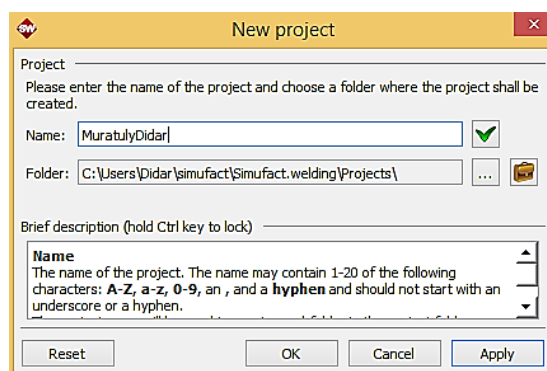 SW
New project
Project
Please enter the name of the project and choose a folder where the project shall be
created.
Name: MuratulyDidar
Folder: C:\Users\Didar\simufact\Simufact.welding\Projects\ ...
Brief description (hold Ctrl key to lock)
Name
The name of the project. The name may contain 1-20 of the following
characters: A-Z, a-z, 0-9, an , and a hyphen and should not start with an
underscore or a hyphen.
Reset OK Cancel Apply